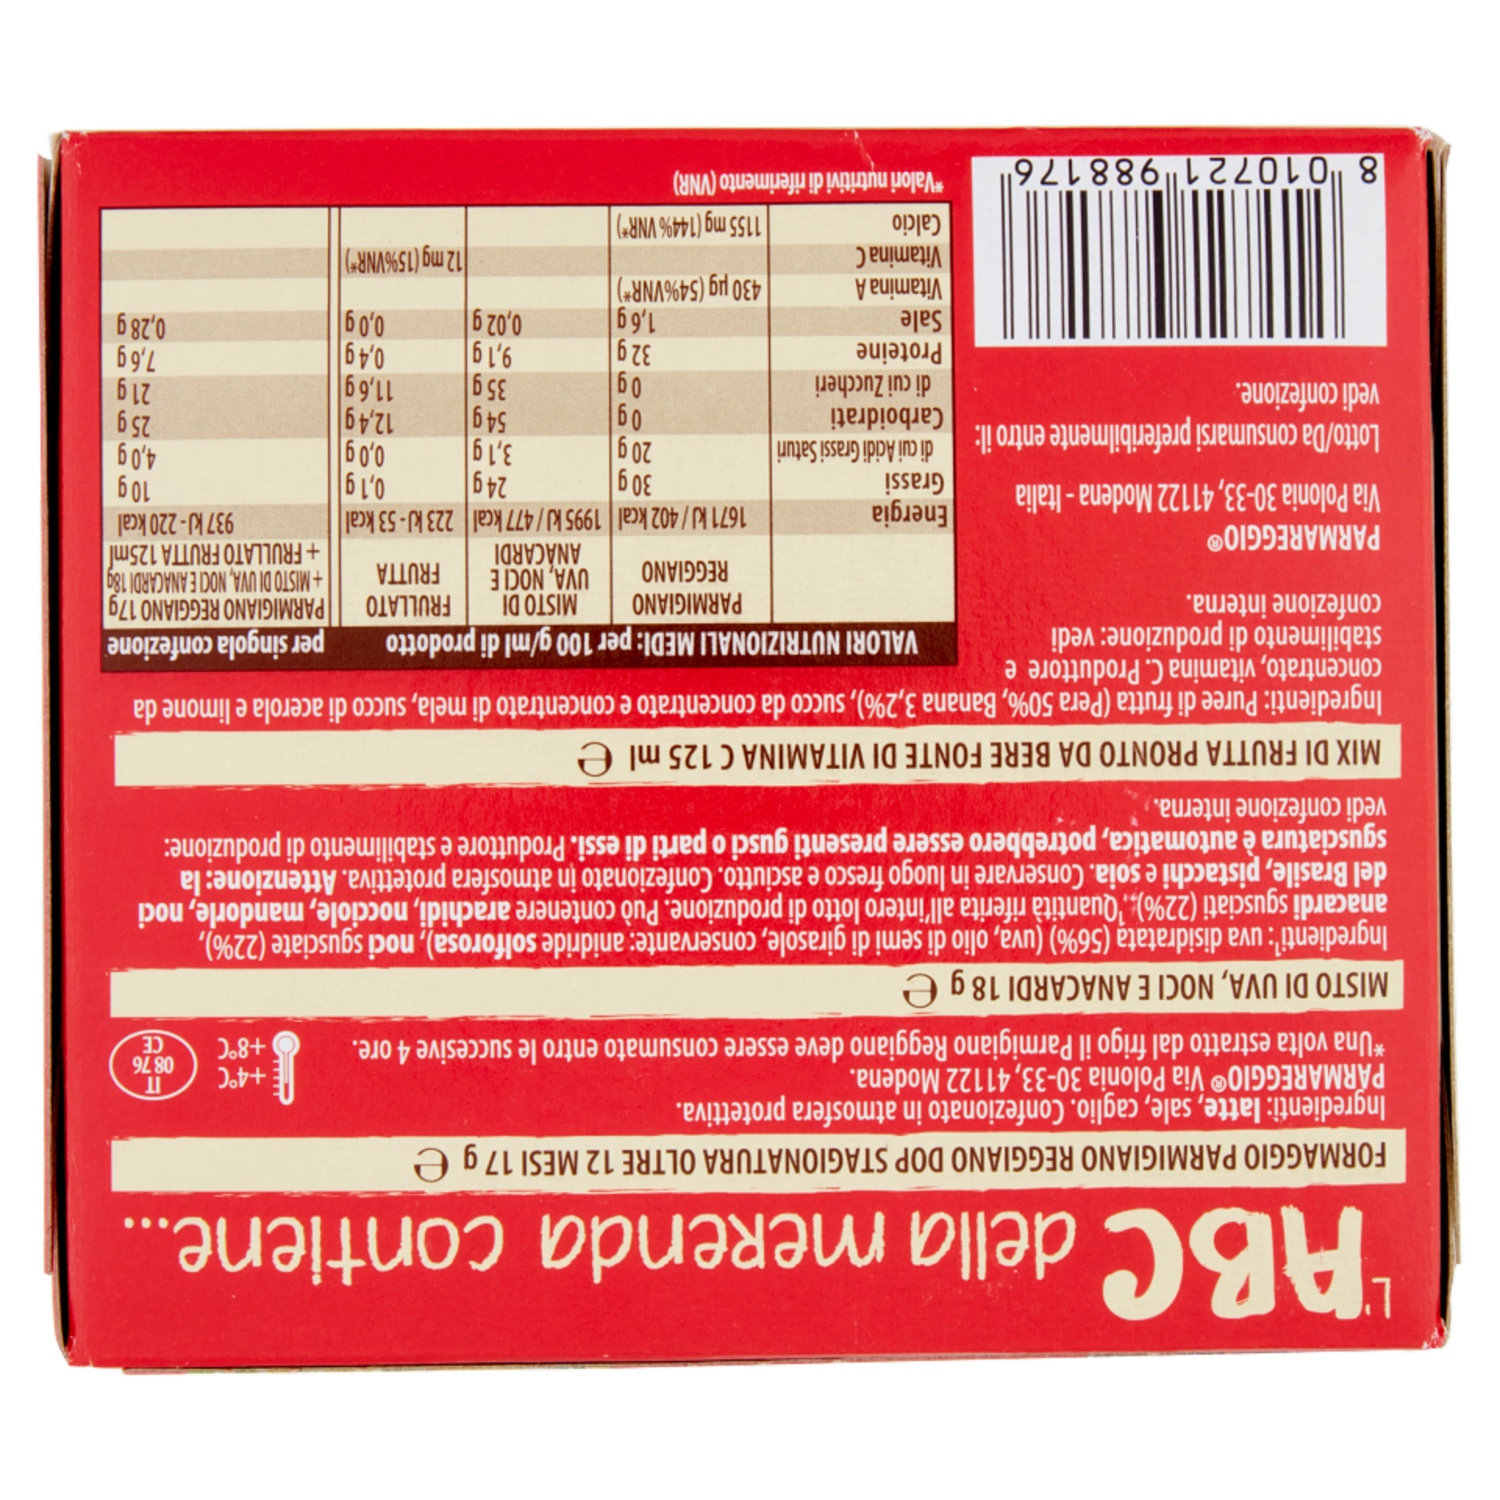 L'ABC della merenda contiene...
FORMAGGIO PARMIGIANO REGGIANO DOP STAGIONATURA OLTRE 12 MESI 17 g ℮
Ingredienti: latte, sale, caglio. Confezionato in atmosfera protettiva.
PARMAREGGIO® Via Polonia 30-33, 41122 Modena.
*Una volta estratto dal frigo il Parmigiano Reggiano deve essere consumato entro le succesive 4 ore.
+4°C
+8°C
IT
08 76
CE
MISTO DI UVA, NOCI E ANACARDI 18 g ℮
Ingredienti¹: uva disidratata (56%) (uva, olio di semi di girasole, conservante: anidride solforosa), noci sgusciate (22%),
anacardi sgusciati (22%). ¹Quantità riferita all'intero lotto di produzione. Può contenere arachidi, nocciole, mandorle, noci
del Brasile, pistacchi e soia. Conservare in luogo fresco e asciutto. Confezionato in atmosfera protettiva. Attenzione: la
sgusciatura è automatica, potrebbero essere presenti gusci o parti di essi. Produttore e stabilimento di produzione:
vedi confezione interna.
MIX DI FRUTTA PRONTO DA BERE FONTE DI VITAMINA C 125 ml ℮
Ingredienti: Puree di frutta (Pera 50%, Banana 3,2%), succo da concentrato e concentrato di mela, succo di acerola e limone da
concentrato, vitamina C. Produttore e
stabilimento di produzione: vedi
confezione interna.
PARMAREGGIO®
Via Polonia 30-33, 41122 Modena - Italia
Lotto/Da consumarsi preferibilmente entro il:
vedi confezione.
8 010721 988176
VALORI NUTRIZIONALI MEDI: per 100 g/ml di prodotto per singola confezione
PARMIGIANO REGGIANO MISTO DI UVA, NOCI E ANACARDI FRULLATO FRUTTA PARMIGIANO REGGIANO 17g + MISTO DI UVA, NOCI E ANACARDI 18g + FRULLATO FRUTTA 125ml
Energia 1671 kJ / 402 kcal 1995 kJ / 477 kcal 223 kJ - 53 kcal 937 kJ - 220 kcal
Grassi 30 g 24 g 0,1 g 10 g
di cui Acidi Grassi Saturi 20 g 3,1 g 0,0 g 4,0 g
Carboidrati 0 g 54 g 12,4 g 25 g
di cui Zuccheri 0 g 35 g 11,6 g 21 g
Proteine 32 g 9,1 g 0,4 g 7,6 g
Sale 1,6 g 0,02 g 0,0 g 0,28 g
Vitamina A 430 µg (54%VNR*)
Vitamina C 12 mg (15%VNR*)
Calcio 1155 mg (144% VNR*)
*Valori nutritivi di riferimento (VNR)